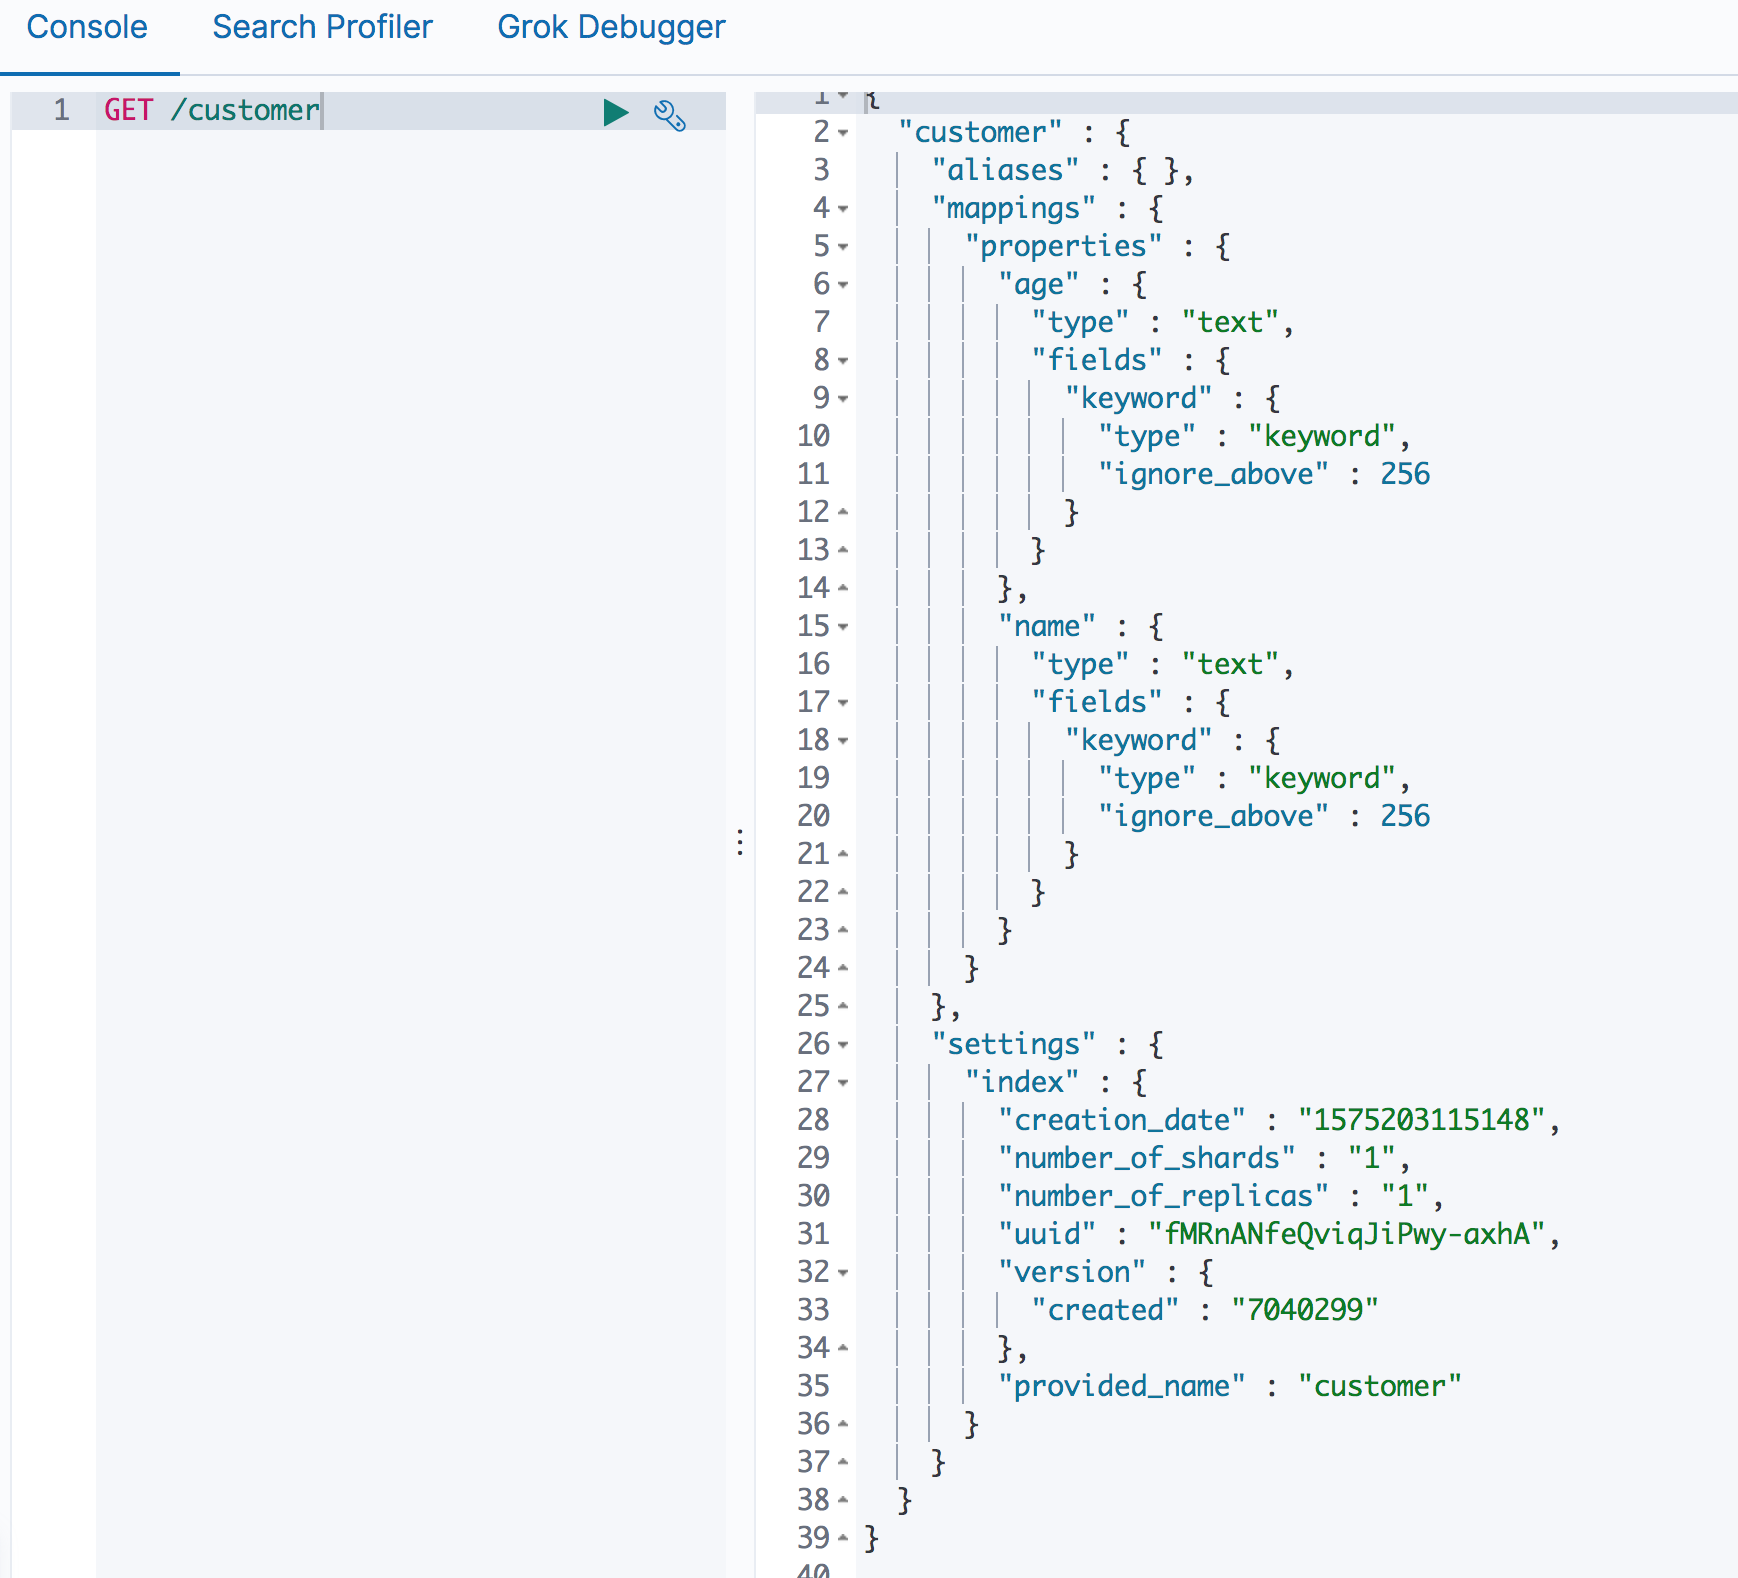 Console Search Profiler Grok Debugger
1 GET /customer
1 {
2 "customer" : {
3 "aliases" : { },
4 "mappings" : {
5 "properties" : {
6 "age" : {
7 "type" : "text",
8 "fields" : {
9 "keyword" : {
10 "type" : "keyword",
11 "ignore_above" : 256
12 }
13 }
14 },
15 "name" : {
16 "type" : "text",
17 "fields" : {
18 "keyword" : {
19 "type" : "keyword",
20 "ignore_above" : 256
21 }
22 }
23 }
24 }
25 },
26 "settings" : {
27 "index" : {
28 "creation_date" : "1575203115148",
29 "number_of_shards" : "1",
30 "number_of_replicas" : "1",
31 "uuid" : "fMRnANfeQviqJiPwy-axhA",
32 "version" : {
33 "created" : "7040299"
34 },
35 "provided_name" : "customer"
36 }
37 }
38 }
39 }
40